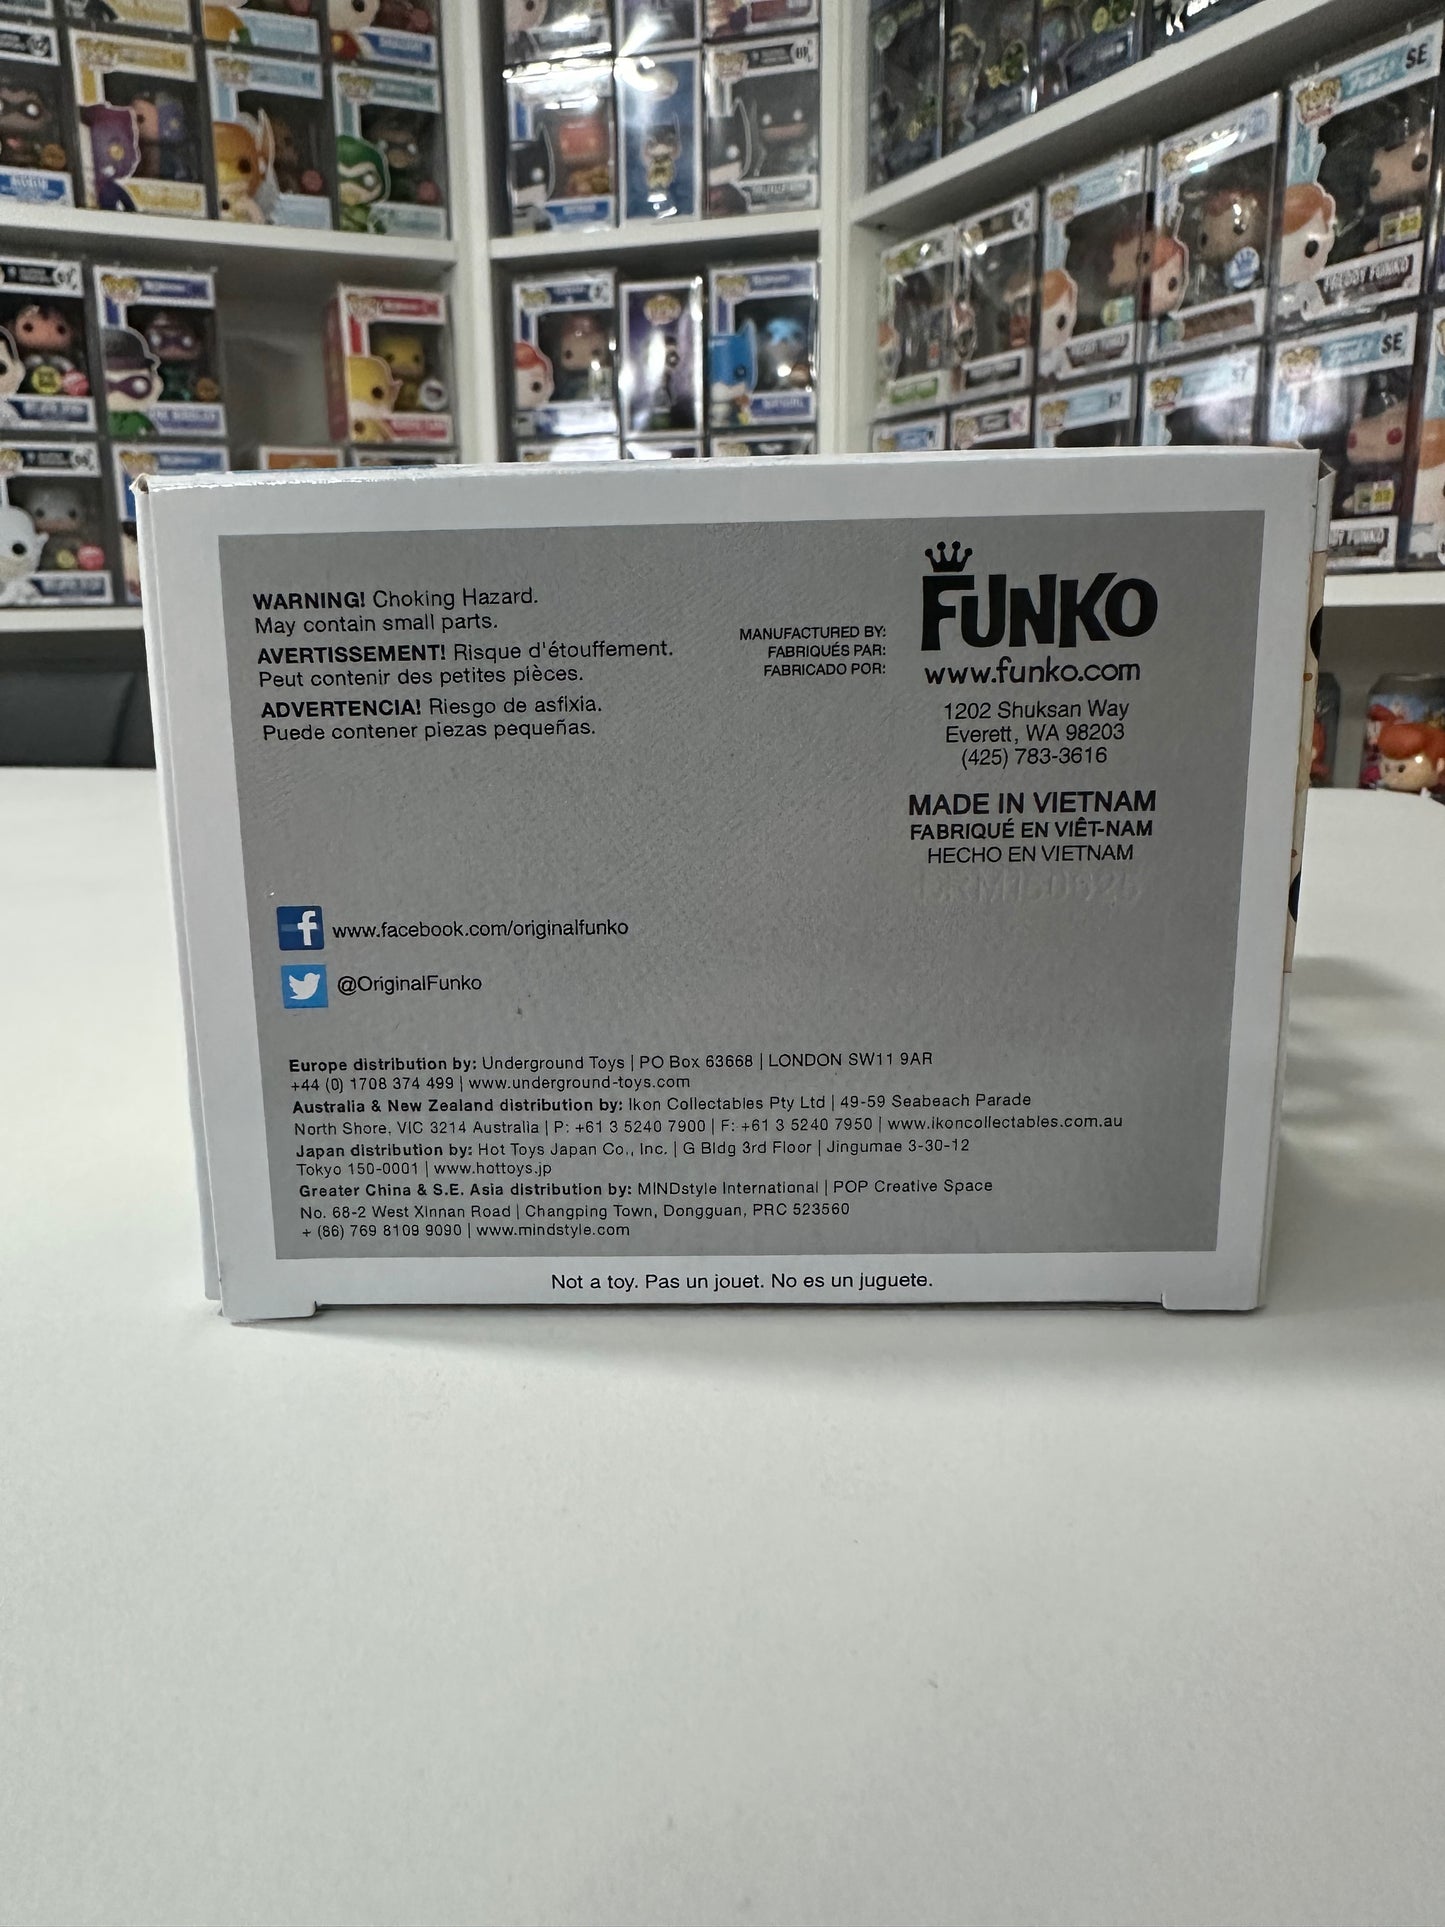 SE
FREDDY FUNKO
SE
WARNING! Choking Hazard.
May contain small parts.
AVERTISSEMENT! Risque d'étouffement.
Peut contenir des petites pièces.
ADVERTENCIA! Riesgo de asfixia.
Puede contener piezas pequeñas.
MANUFACTURED BY:
FABRIQUÉS PAR:
FABRICADO POR:
FUNKO
www.funko.com
1202 Shuksan Way
Everett, WA 98203
(425) 783-3616
MADE IN VIETNAM
FABRIQUÉ EN VIÊT-NAM
HECHO EN VIETNAM
f www.facebook.com/originalfunko
@OriginalFunko
Europe distribution by: Underground Toys | PO Box 63668 | LONDON SW11 9AR
+44 (0) 1708 374 499 | www.underground-toys.com
Australia & New Zealand distribution by: Ikon Collectables Pty Ltd | 49-59 Seabeach Parade
North Shore, VIC 3214 Australia | P: +61 3 5240 7900 | F: +61 3 5240 7950 | www.ikoncollectables.com.au
Japan distribution by: Hot Toys Japan Co., Inc. | G Bldg 3rd Floor | Jingumae 3-30-12
Tokyo 150-0001 | www.hottoys.jp
Greater China & S.E. Asia distribution by: MINDstyle International | POP Creative Space
No. 68-2 West Xinnan Road | Changping Town, Dongguan, PRC 523560
+ (86) 769 8109 9090 | www.mindstyle.com
Not a toy. Pas un jouet. No es un juguete.